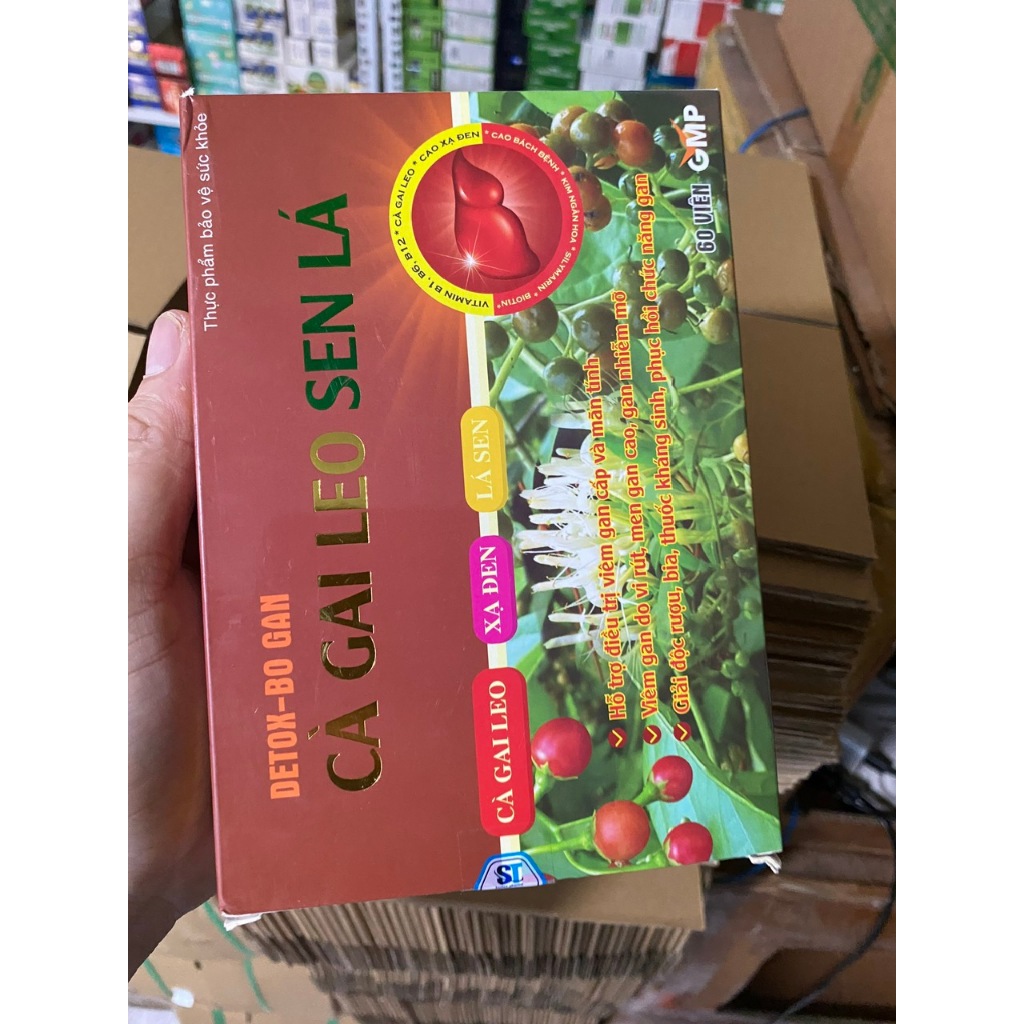 Thực phẩm bảo vệ sức khỏe
DETOX-BO GAN
CÀ GAI LEO SEN LÁ
VITAMIN B1, B6, B12 * CÀ GAI LEO * CAO XẠ ĐEN * CAO BÁCH BỆNH * KIM NGÂN HOA * SILYMARIN * BIOTIN*
CÀ GAI LEO
XẠ ĐEN
LÁ SEN
Hỗ trợ điều trị viêm gan cấp và mãn tính
Viêm gan do vi rút, men gan cao, gan nhiễm mỡ
Giải độc rượu, bia, thuốc kháng sinh, phục hồi chức năng gan
60 VIÊN
GMP
ST